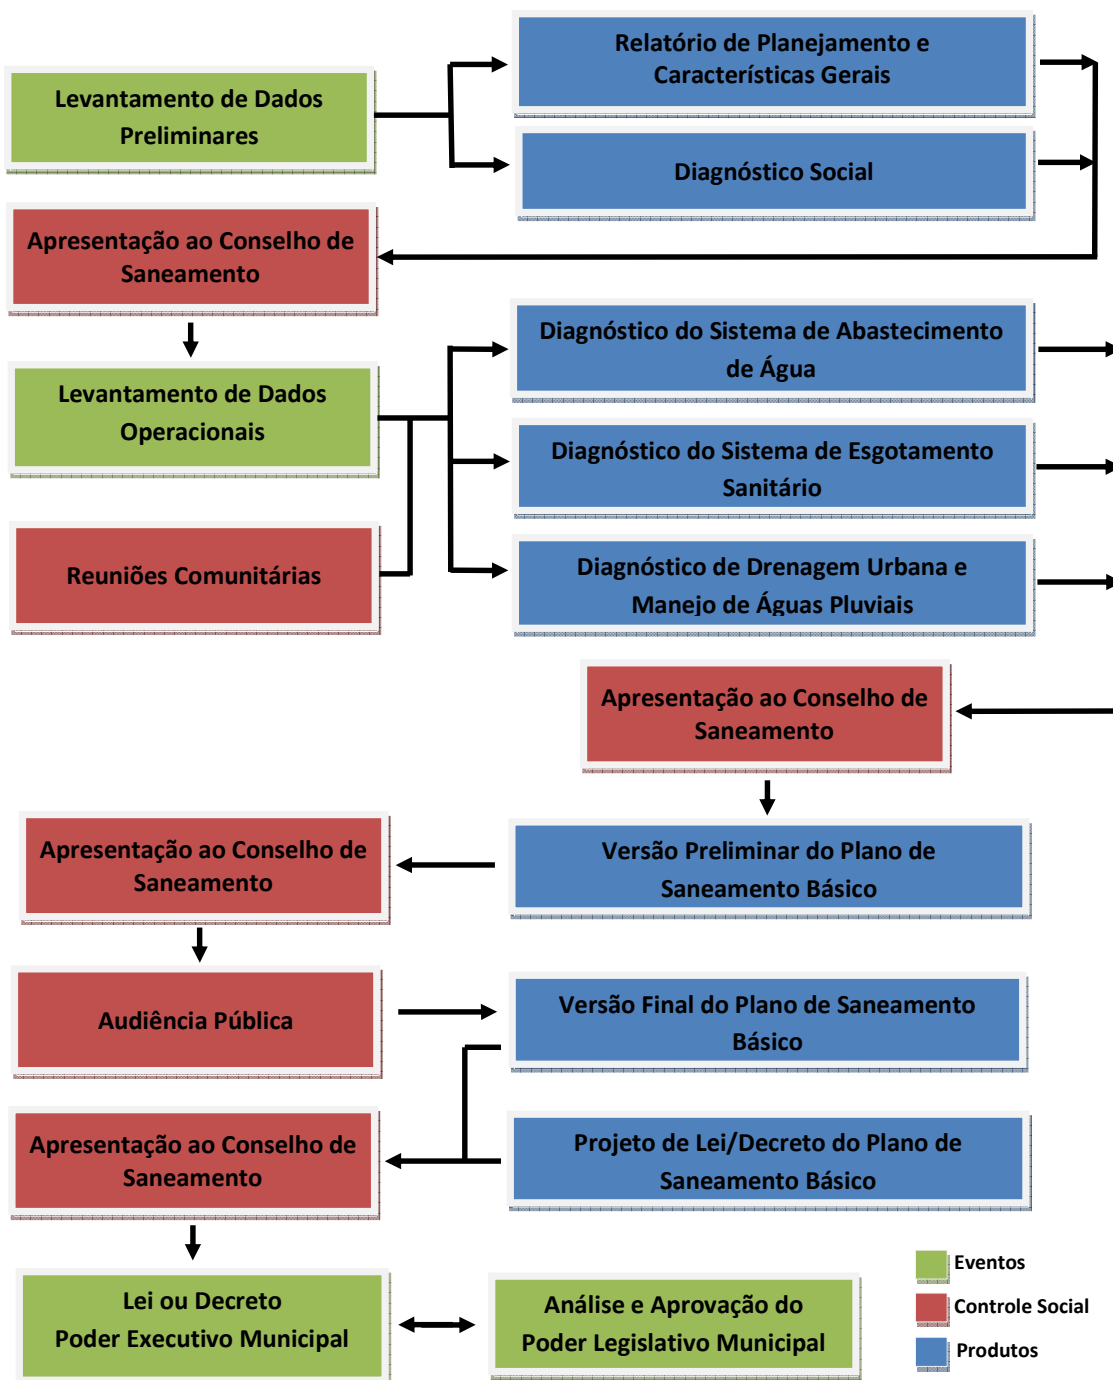 Relatório de Planejamento e
Características Gerais
Levantamento de Dados
Preliminares
Diagnóstico Social
Apresentação ao Conselho de
Saneamento
Diagnóstico do Sistema de Abastecimento
de Água
Levantamento de Dados
Operacionais
Diagnóstico do Sistema de Esgotamento
Sanitário
Reuniões Comunitárias
Diagnóstico de Drenagem Urbana e
Manejo de Águas Pluviais
Apresentação ao Conselho de
Saneamento
Apresentação ao Conselho de
Saneamento
Versão Preliminar do Plano de
Saneamento Básico
Audiência Pública
Versão Final do Plano de Saneamento
Básico
Apresentação ao Conselho de
Saneamento
Projeto de Lei/Decreto do Plano de
Saneamento Básico
Lei ou Decreto
Poder Executivo Municipal
Análise e Aprovação do
Poder Legislativo Municipal
Eventos
Controle Social
Produtos